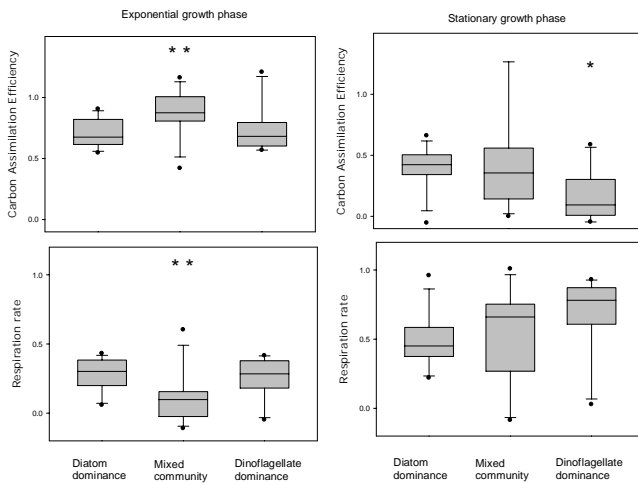 Exponential growth phase
Stationary growth phase
Carbon Assimilation Efficiency
1.0
0.5
0.0
* *
Carbon Assimilation Efficiency
1.0
0.5
0.0
*
Respiration rate
1.0
0.5
0.0
* *
Respiration rate
1.0
0.5
0.0
Diatom
dominance
Mixed
community
Dinoflagellate
dominance
Diatom
dominance
Mixed
community
Dinoflagellate
dominance